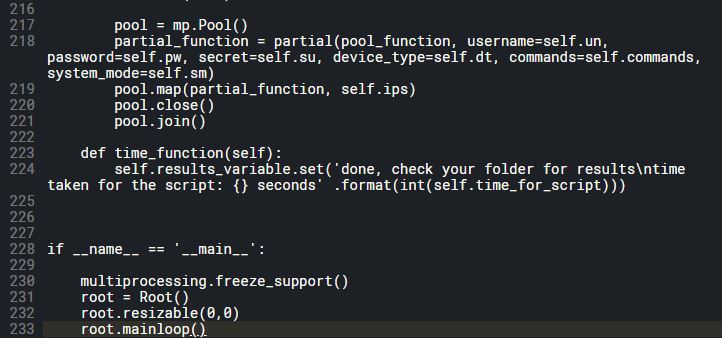 216
217         pool = mp.Pool()
218         partial_function = partial(pool_function, username=self.un,
password=self.pw, secret=self.su, device_type=self.dt, commands=self.commands,
system_mode=self.sm)
219         pool.map(partial_function, self.ips)
220         pool.close()
221         pool.join()
222
223     def time_function(self):
224         self.results_variable.set('done, check your folder for results\ntime
taken for the script: {} seconds' .format(int(self.time_for_script)))
225
226
227
228 if __name__ == '__main__':
229
230     multiprocessing.freeze_support()
231     root = Root()
232     root.resizable(0,0)
233     root.mainloop()